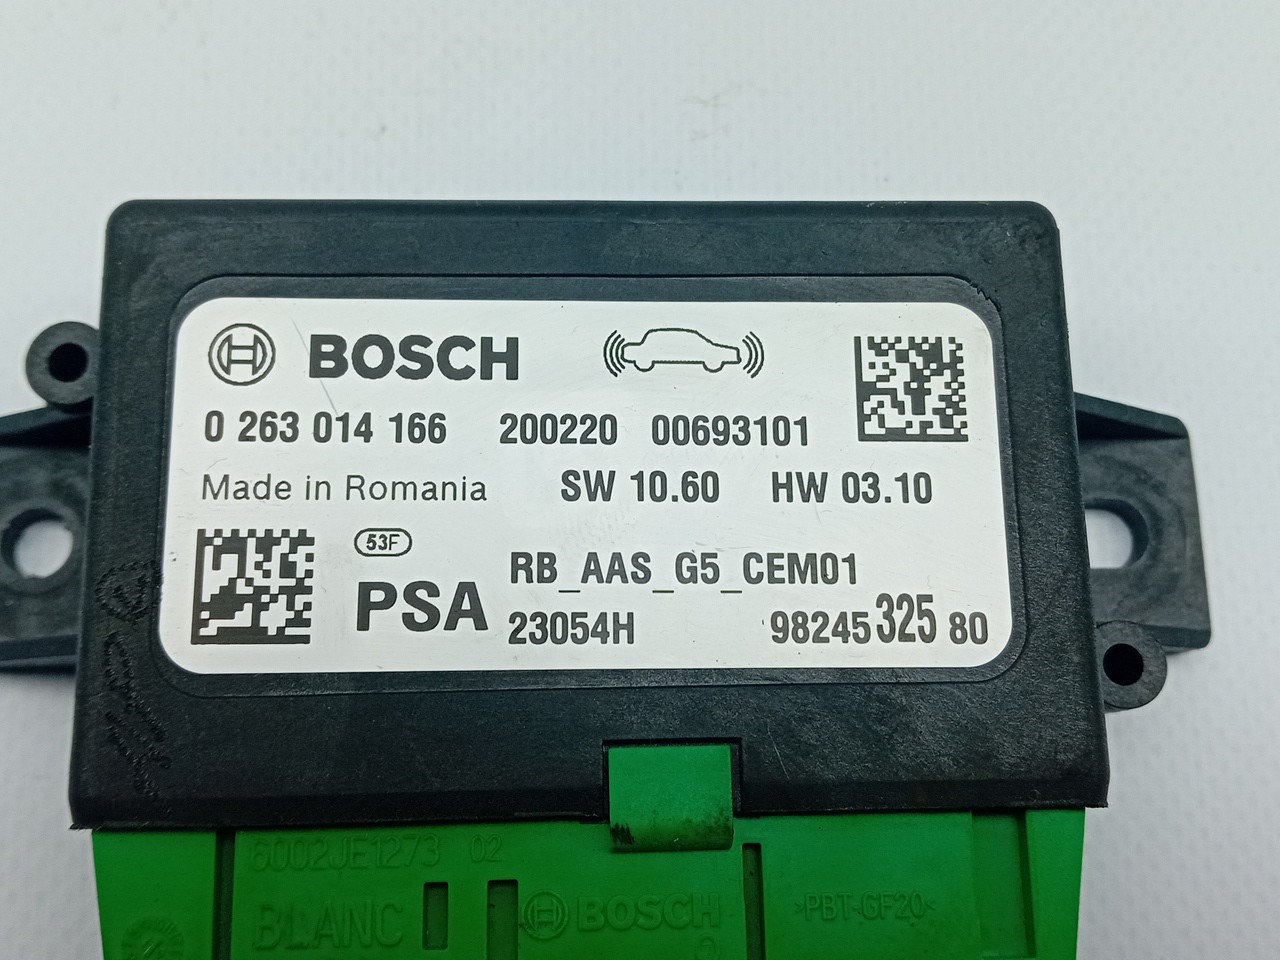 BOSCH
0 263 014 166 200220 00693101
Made in Romania SW 10.60 HW 03.10
53F
PSA RB_AAS_G5_CEM01
23054H 98245 325 80
6002JE1273 02
BLANC BOSCH >PBT-GF20<